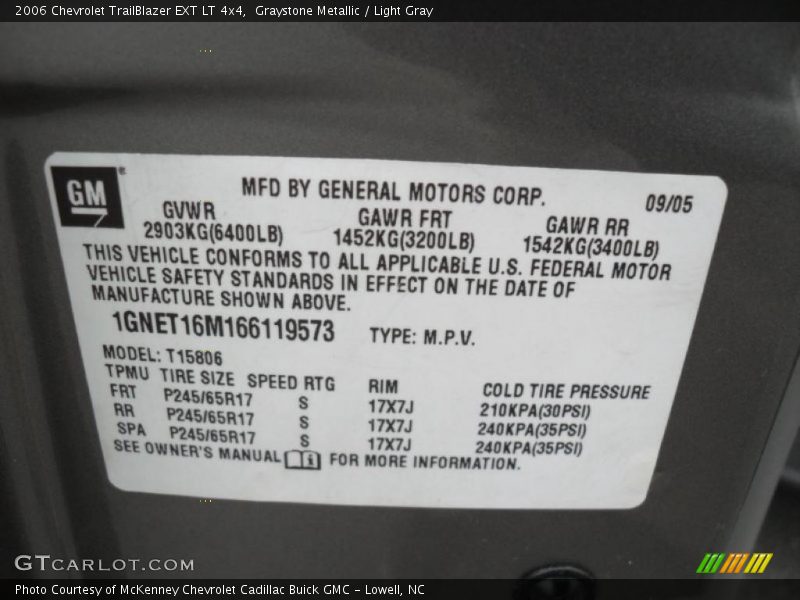 2006 Chevrolet TrailBlazer EXT LT 4x4, Graystone Metallic / Light Gray
GM
MFD BY GENERAL MOTORS CORP. 09/05
GVWR GAWR FRT GAWR RR
2903KG(6400LB) 1452KG(3200LB) 1542KG(3400LB)
THIS VEHICLE CONFORMS TO ALL APPLICABLE U.S. FEDERAL MOTOR
VEHICLE SAFETY STANDARDS IN EFFECT ON THE DATE OF
MANUFACTURE SHOWN ABOVE.
1GNET16M166119573 TYPE: M.P.V.
MODEL: T15806
TPMU TIRE SIZE SPEED RTG RIM COLD TIRE PRESSURE
FRT P245/65R17 S 17X7J 210KPA(30PSI)
RR P245/65R17 S 17X7J 240KPA(35PSI)
SPA P245/65R17 S 17X7J 240KPA(35PSI)
SEE OWNER'S MANUAL FOR MORE INFORMATION.
GTCARLOT.COM
Photo Courtesy of McKenney Chevrolet Cadillac Buick GMC - Lowell, NC